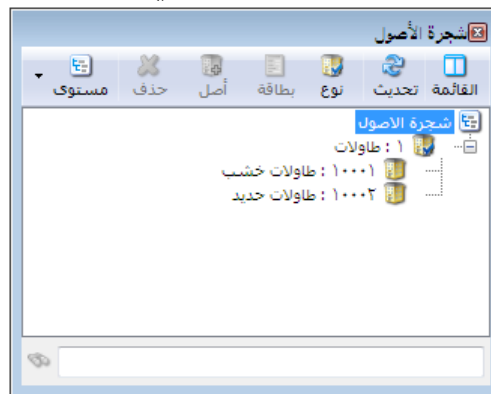 شجرة الأصول
القائمة تحديث نوع بطاقة أصل حذف مستوى
شجرة الاصول
١ : طاولات
١٠٠٠١ : طاولات خشب
١٠٠٠٢ : طاولات حديد